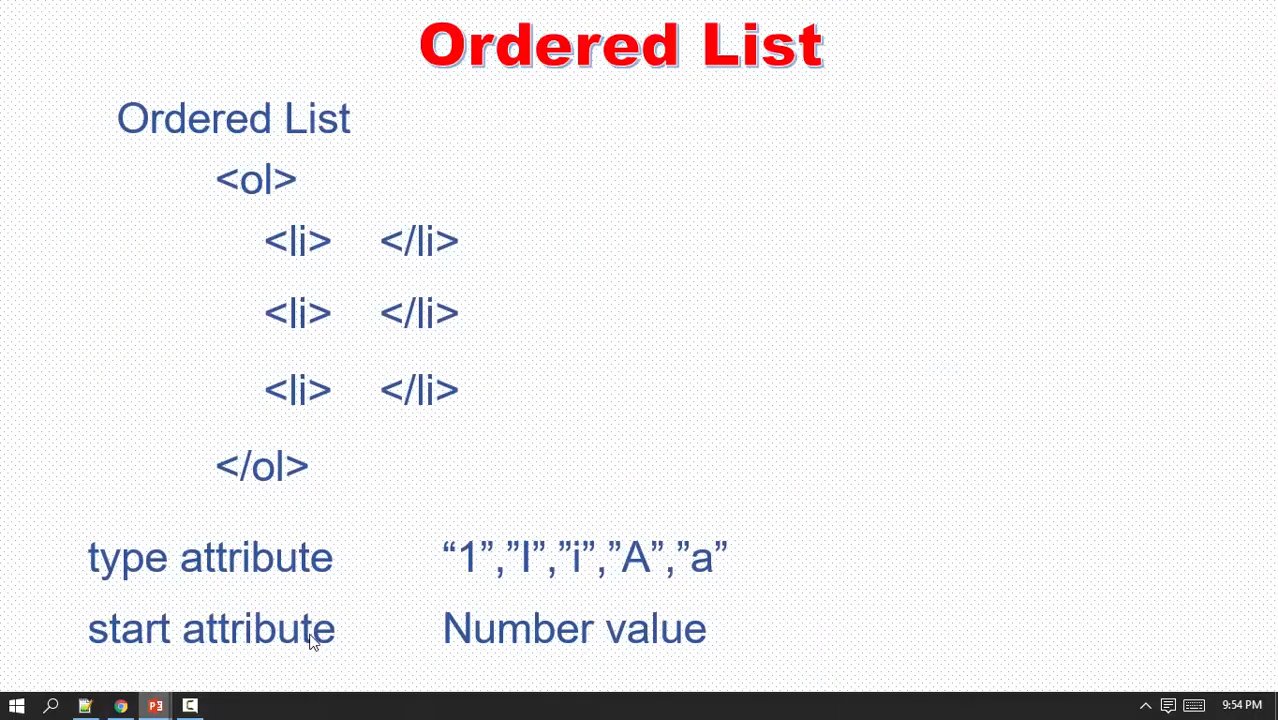 Ordered List
Ordered List
<ol>
<li> </li>
<li> </li>
<li> </li>
</ol>
type attribute “1”,”I”,”i”,”A”,”a”
start attribute Number value
9:54 PM